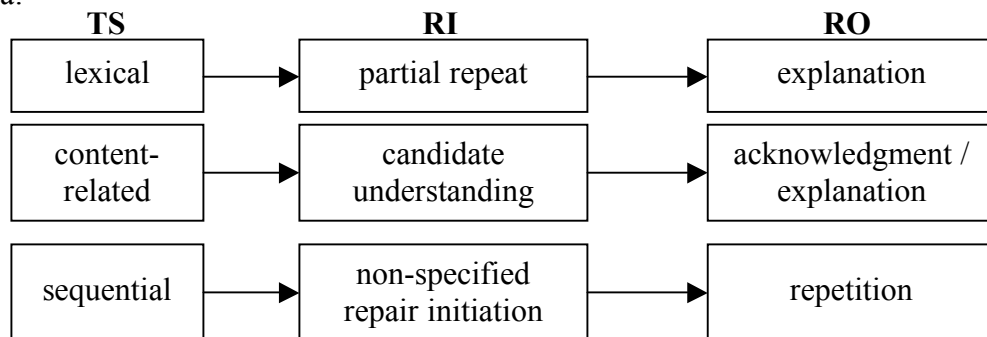 a.
TS RI RO
lexical partial repeat explanation
content-
related
candidate
understanding
acknowledgment /
explanation
sequential
non-specified
repair initiation
repetition